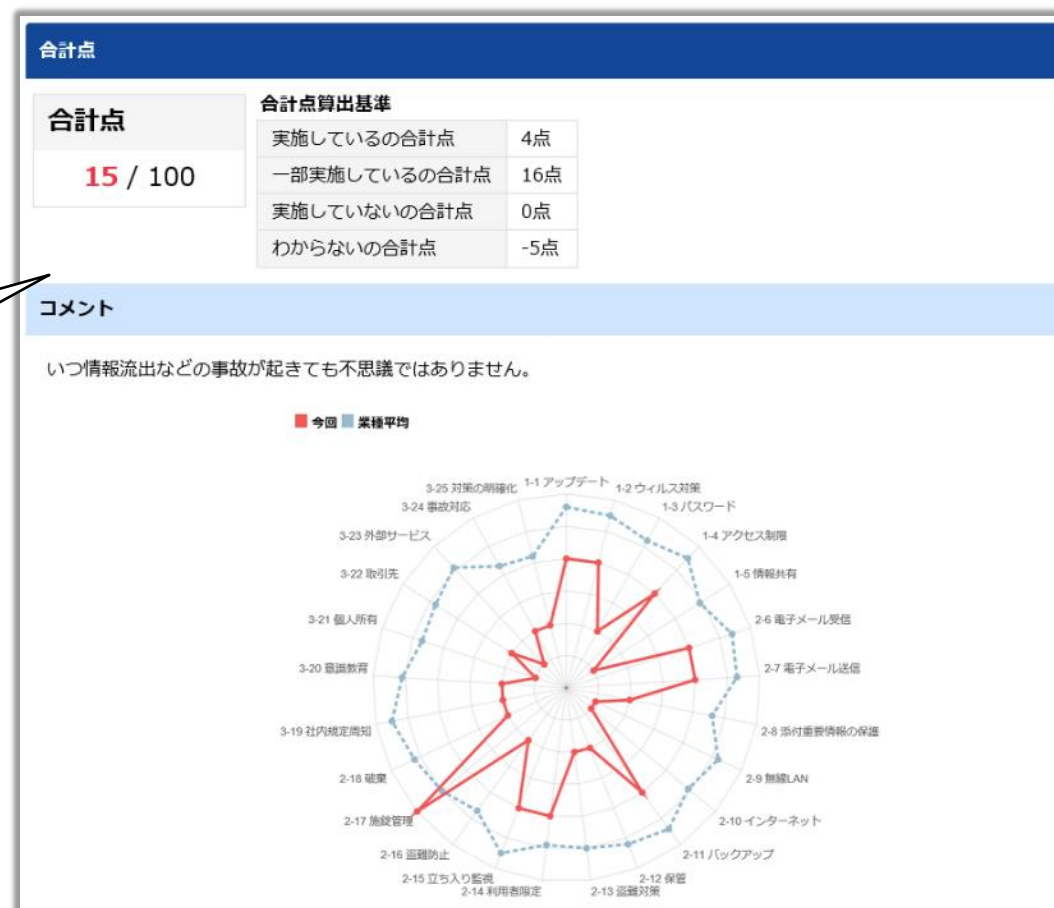 合計点
合計点
15 / 100
合計点算出基準
実施しているの合計点 4点
一部実施しているの合計点 16点
実施していないの合計点 0点
わからないの合計点 -5点
コメント
いつ情報流出などの事故が起きても不思議ではありません。
今回 業種平均
1-1 アップデート
1-2 ウィルス対策
1-3 パスワード
1-4 アクセス制限
1-5 情報共有
2-6 電子メール受信
2-7 電子メール送信
2-8 添付重要情報の保護
2-9 無線LAN
2-10 インターネット
2-11 バックアップ
2-12 保管
2-13 盗難対策
2-14 利用者限定
2-15 立ち入り監視
2-16 盗難防止
2-17 施錠管理
2-18 破棄
3-19 社内規定周知
3-20 意識教育
3-21 個人所有
3-22 取引先
3-23 外部サービス
3-24 事故対応
3-25 対策の明確化